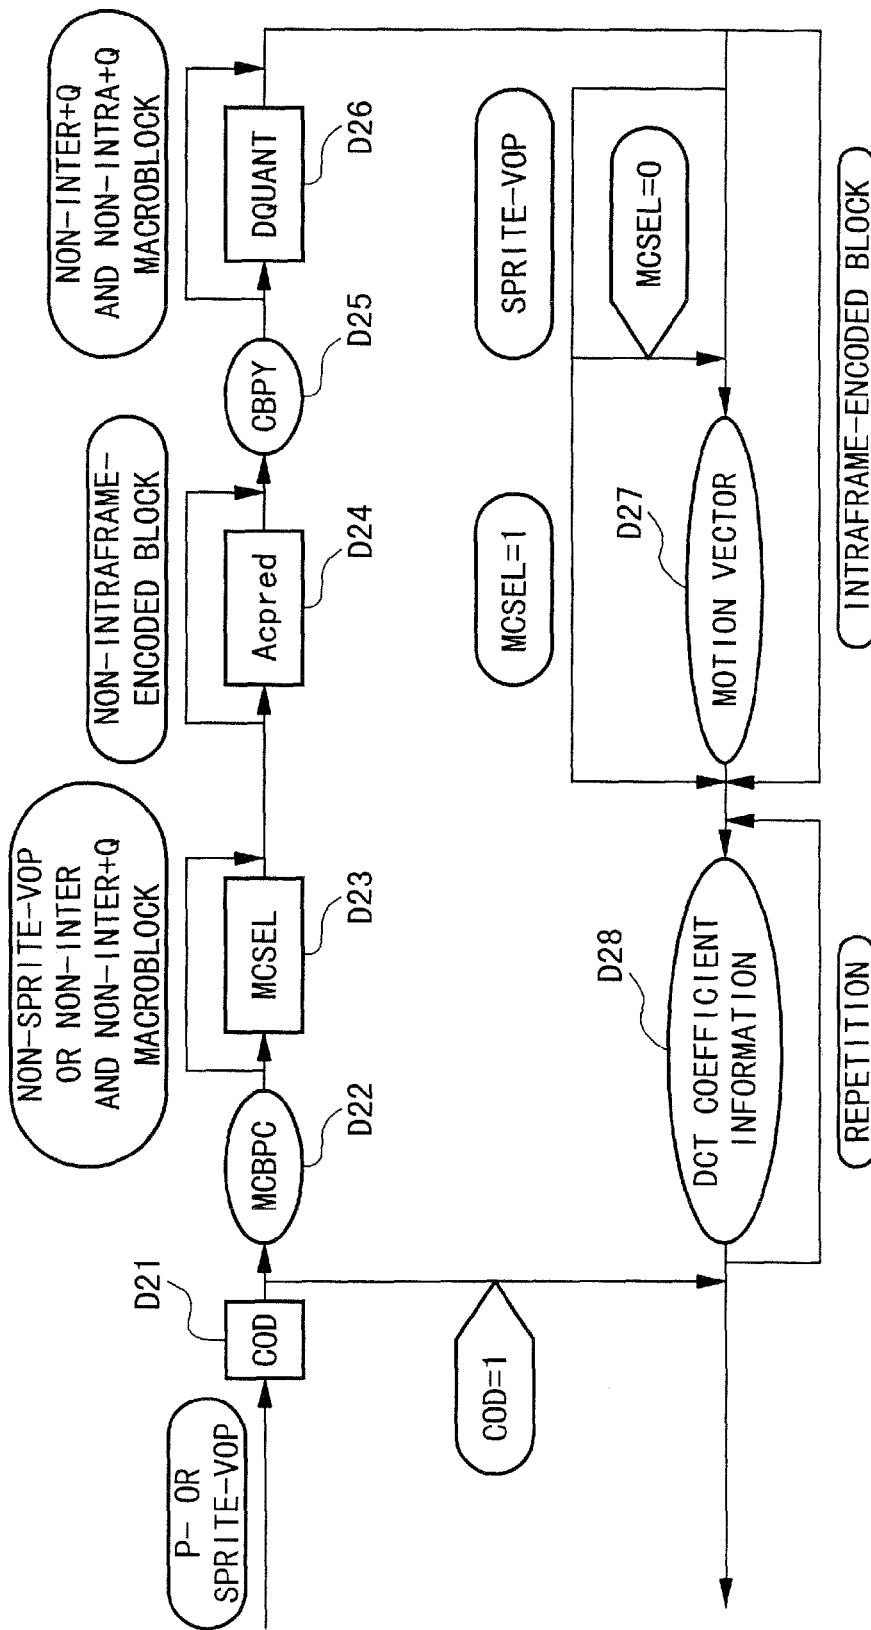 P- OR
SPRITE-VOP
COD
D21
MCBPC
D22
NON-SPRITE-VOP
OR NON-INTER
AND NON-INTER+Q
MACROBLOCK
MCSEL
D23
NON-INTRAFRAME-
ENCODED BLOCK
Acpred
D24
CBPY
D25
NON-INTER+Q
AND NON-INTRA+Q
MACROBLOCK
DQUANT
D26
COD=1
MCSEL=1
SPRITE-VOP
MCSEL=0
D27
MOTION VECTOR
INTRAFRAME-ENCODED BLOCK
D28
DCT COEFFICIENT
INFORMATION
REPETITION